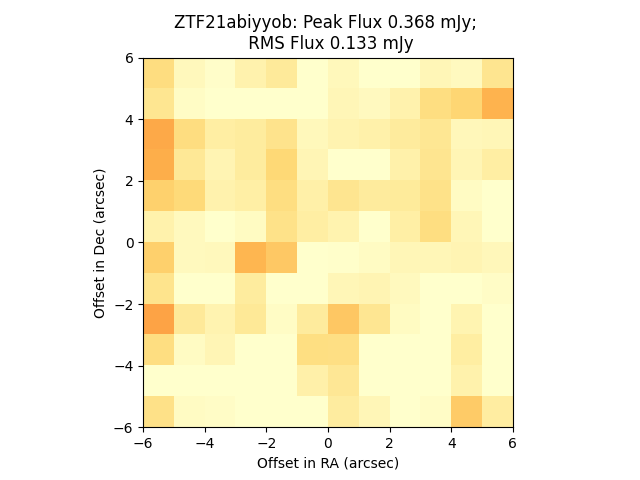 ZTF21abiyyob: Peak Flux 0.368 mJy;
RMS Flux 0.133 mJy
6
4
2
0
−2
−4
−6
Offset in Dec (arcsec)
−6 −4 −2 0 2 4 6
Offset in RA (arcsec)